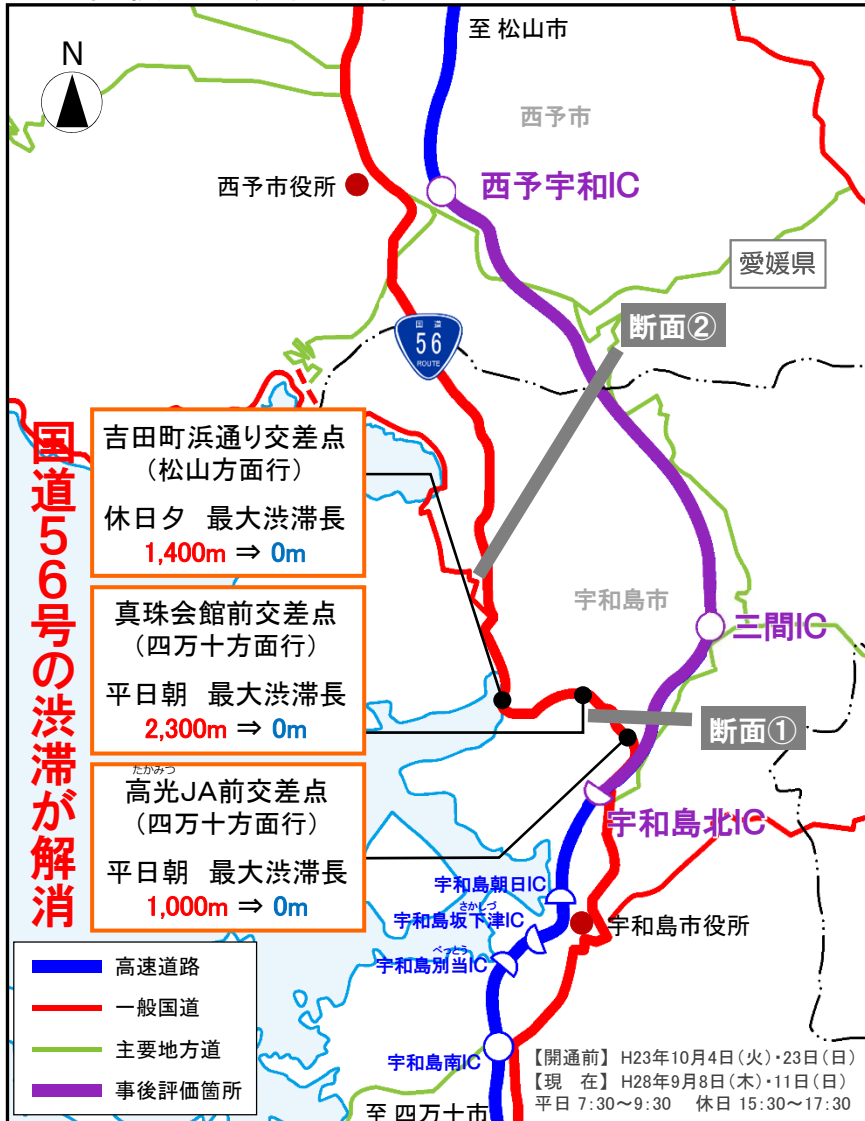 至 松山市
N
西予市
西予市役所
西予宇和IC
愛媛県
断面②
国道
56
ROUTE
国道56号の渋滞が解消
吉田町浜通り交差点
（松山方面行）
休日夕 最大渋滞長
1,400m ⇒ 0m
宇和島市
三間IC
真珠会館前交差点
（四万十方面行）
平日朝 最大渋滞長
2,300m ⇒ 0m
断面①
たかみつ
高光JA前交差点
（四万十方面行）
平日朝 最大渋滞長
1,000m ⇒ 0m
宇和島北IC
宇和島朝日IC
さかしづ
宇和島坂下津IC
宇和島市役所
べっとう
宇和島別当IC
宇和島南IC
高速道路
一般国道
主要地方道
事後評価箇所
至 四万十市
【開通前】 H23年10月4日（火）・23日（日）
【現　在】 H28年9月8日（木）・11日（日）
平日 7:30～9:30　休日 15:30～17:30